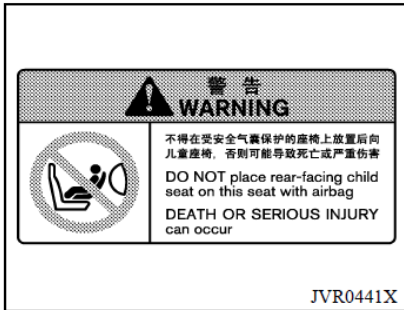 警告
WARNING
不得在受安全气囊保护的座椅上放置后向
儿童座椅，否则可能导致死亡或严重伤害
DO NOT place rear-facing child
seat on this seat with airbag
DEATH OR SERIOUS INJURY
can occur
JVR0441X